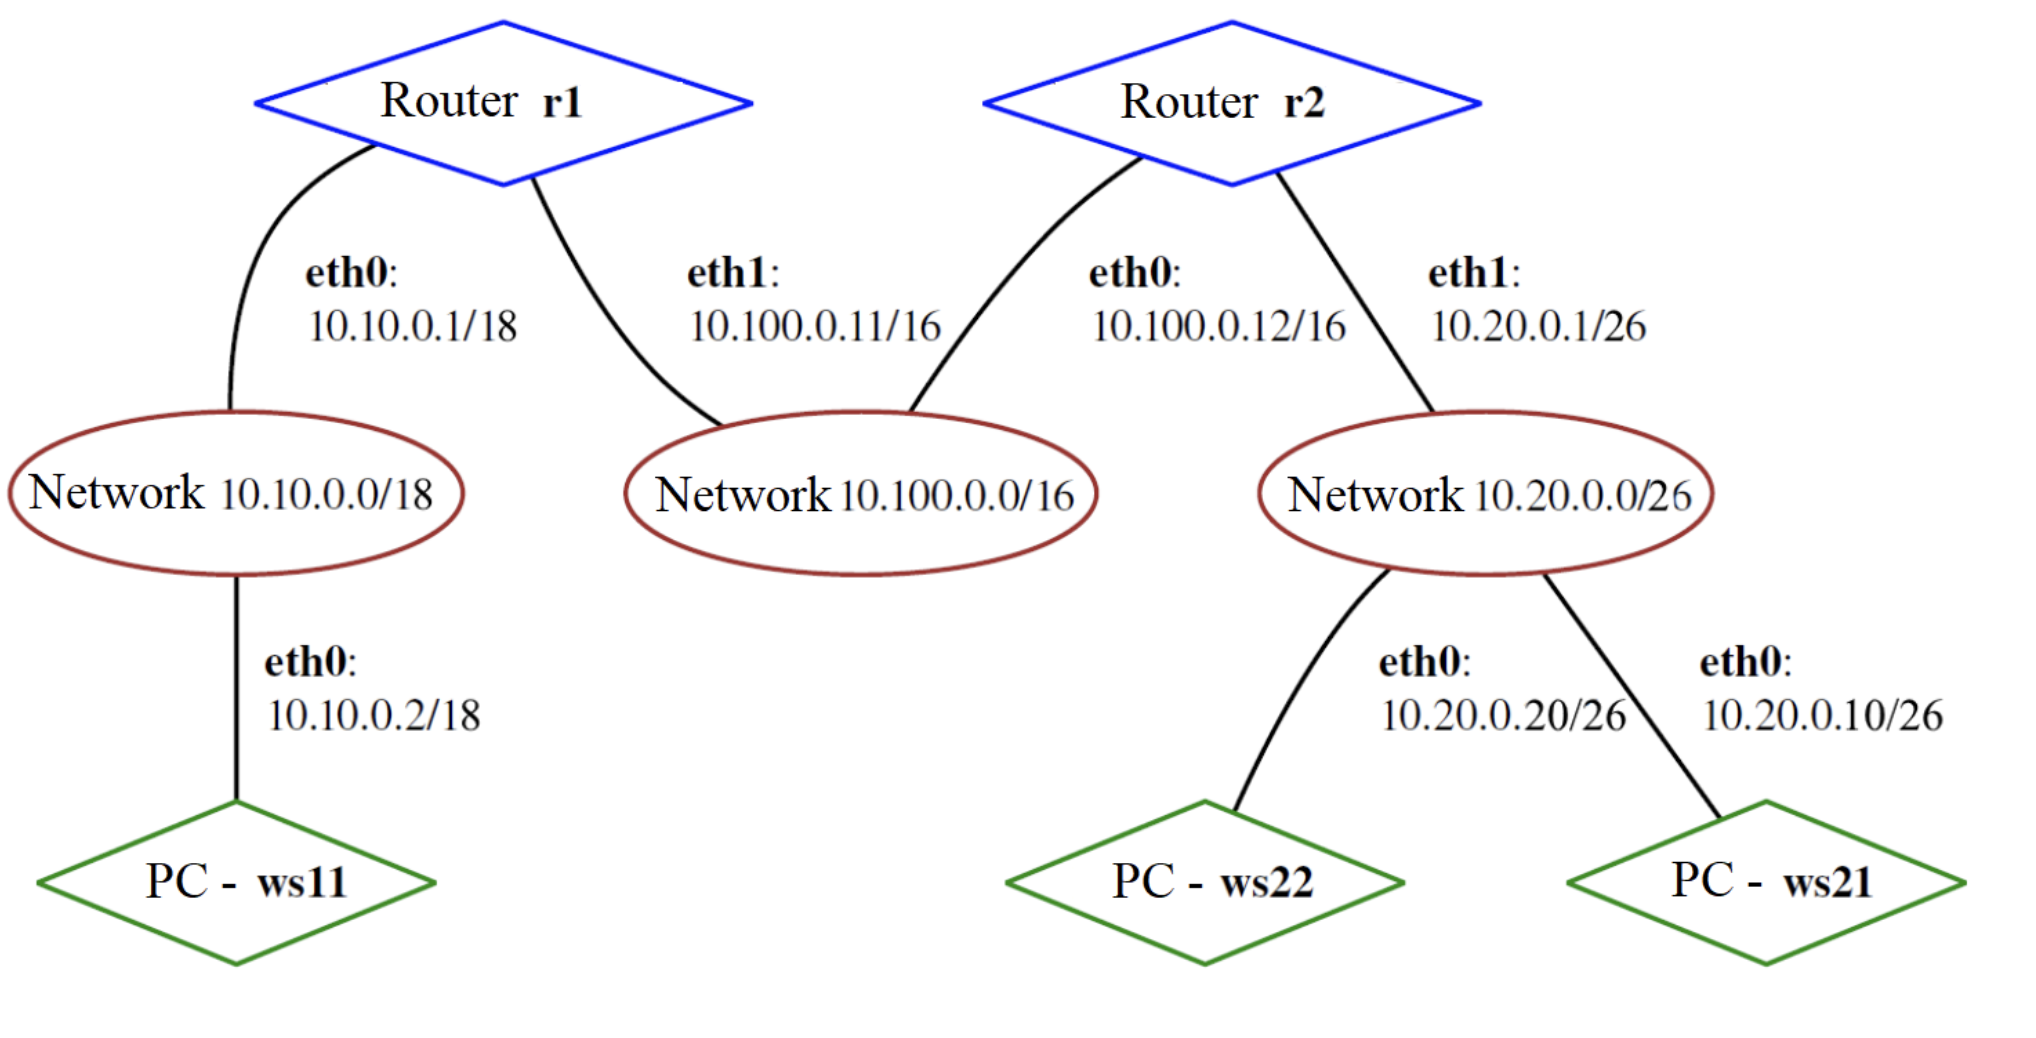 Router r1
Router r2
eth0:
10.10.0.1/18
eth1:
10.100.0.11/16
eth0:
10.100.0.12/16
eth1:
10.20.0.1/26
Network 10.10.0.0/18
Network 10.100.0.0/16
Network 10.20.0.0/26
eth0:
10.10.0.2/18
eth0:
10.20.0.20/26
eth0:
10.20.0.10/26
PC - ws11
PC - ws22
PC - ws21